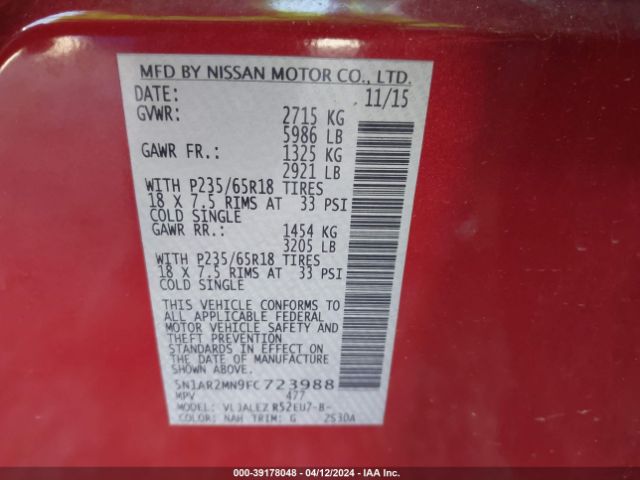 MFD BY NISSAN MOTOR CO., LTD.
DATE: 11/15
GVWR: 2715 KG
5986 LB
GAWR FR.: 1325 KG
2921 LB
WITH P235/65R18 TIRES
18 X 7.5 RIMS AT 33 PSI
COLD SINGLE
GAWR RR.: 1454 KG
3205 LB
WITH P235/65R18 TIRES
18 X 7.5 RIMS AT 33 PSI
COLD SINGLE
THIS VEHICLE CONFORMS TO
ALL APPLICABLE FEDERAL
MOTOR VEHICLE SAFETY AND
THEFT PREVENTION
STANDARDS IN EFFECT ON
THE DATE OF MANUFACTURE
SHOWN ABOVE.
5N1AR2MN9FC723988
MPV 477
MODEL: VLJALEZ R52EU7-B-
COLOR: NAH TRIM: G 2S30A
000-39178048 - 04/12/2024 - IAA Inc.